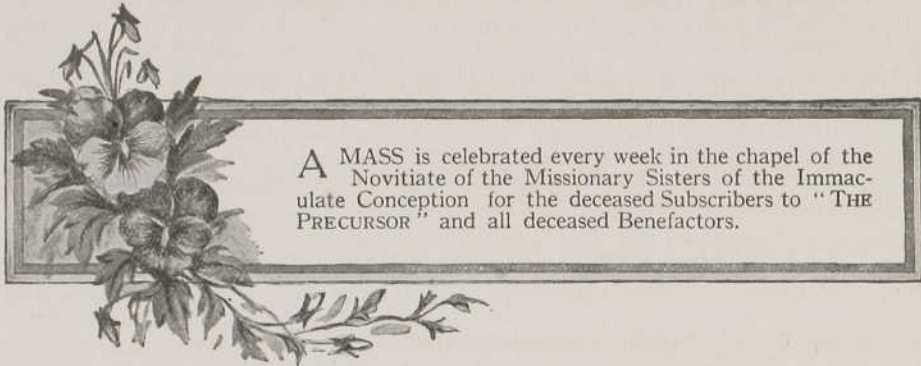 A MASS is celebrated every week in the chapel of the
Novitiate of the Missionary Sisters of the Immac-
ulate Conception for the deceased Subscribers to " THE
PRECURSOR " and all deceased Benefactors.